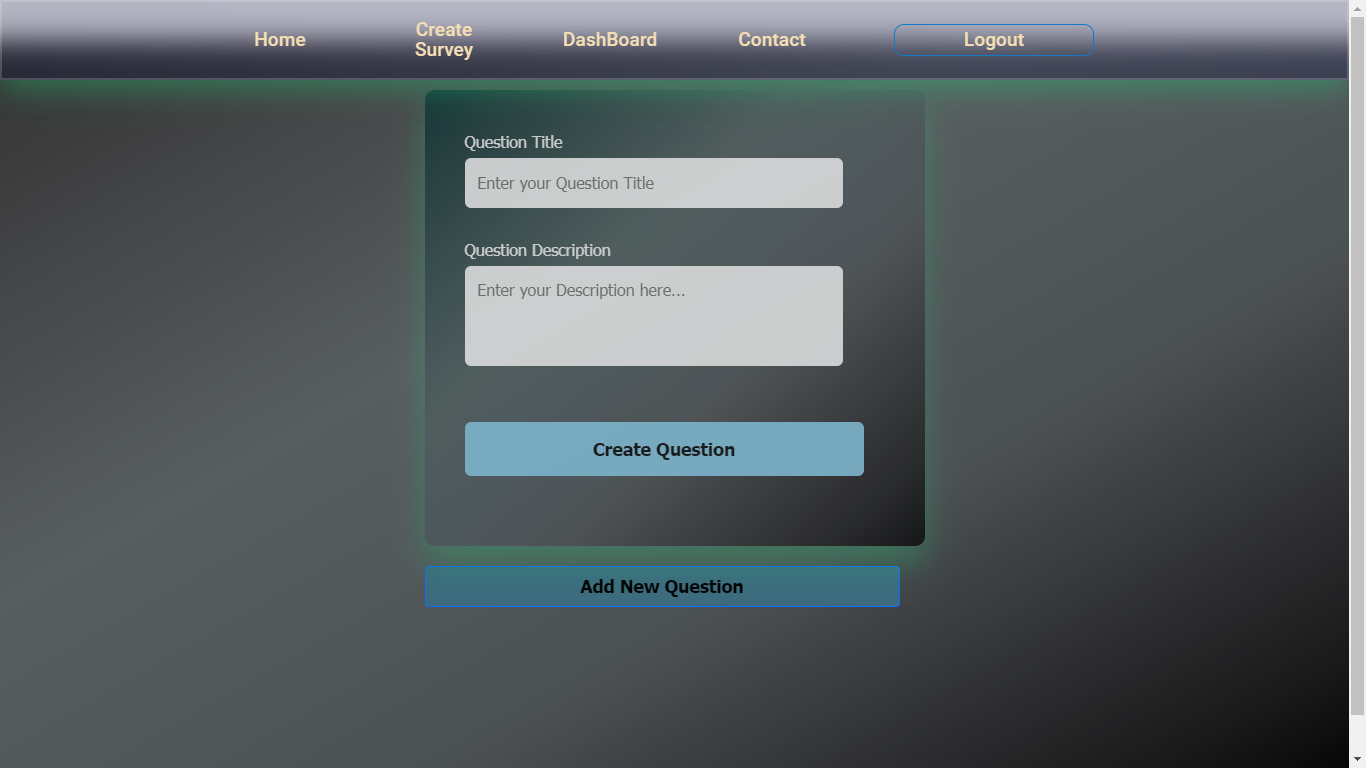 Home
Create
Survey
DashBoard
Contact
Logout
Question Title
Enter your Question Title
Question Description
Enter your Description here...
Create Question
Add New Question